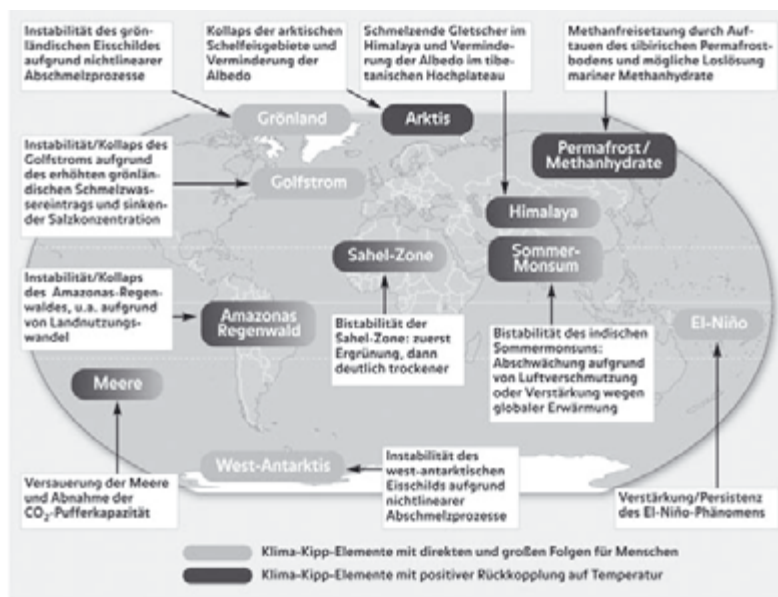 Instabilität des grön-
ländischen Eisschildes
aufgrund nichtlinearer
Abschmelzprozesse
Kollaps der arktischen
Schelfeisgebiete und
Verminderung der
Albedo
Schmelzende Gletscher im
Himalaya und Verminde-
rung der Albedo im tibe-
tanischen Hochplateau
Methanfreisetzung durch Auf-
tauen des sibirischen Permafrost-
bodens und mögliche Loslösung
mariner Methanhydrate
Grönland
Arktis
Permafrost/
Methanhydrate
Instabilität/Kollaps des
Golfstroms aufgrund
des erhöhten grönlän-
dischen Schmelzwas-
sereintrags und sinken-
der Salzkonzentration
Golfstrom
Himalaya
Sahel-Zone
Sommer-
Monsum
Instabilität/Kollaps
des Amazonas-Regen-
waldes, u.a. aufgrund
von Landnutzungs-
wandel
Amazonas
Regenwald
El-Niño
Bistabilität der
Sahel-Zone: zuerst
Ergrünung, dann
deutlich trockener
Bistabilität des indischen
Sommermonsuns:
Abschwächung aufgrund
von Luftverschmutzung
oder Verstärkung wegen
globaler Erwärmung
Meere
West-Antarktis
Instabilität des
west-antarktischen
Eisschilds aufgrund
nichtlinearer
Abschmelzprozesse
Versauerung der Meere
und Abnahme der
CO₂-Pufferkapazität
Verstärkung/Persistenz
des El-Niño-Phänomens
Klima-Kipp-Elemente mit direkten und großen Folgen für Menschen
Klima-Kipp-Elemente mit positiver Rückkopplung auf Temperatur